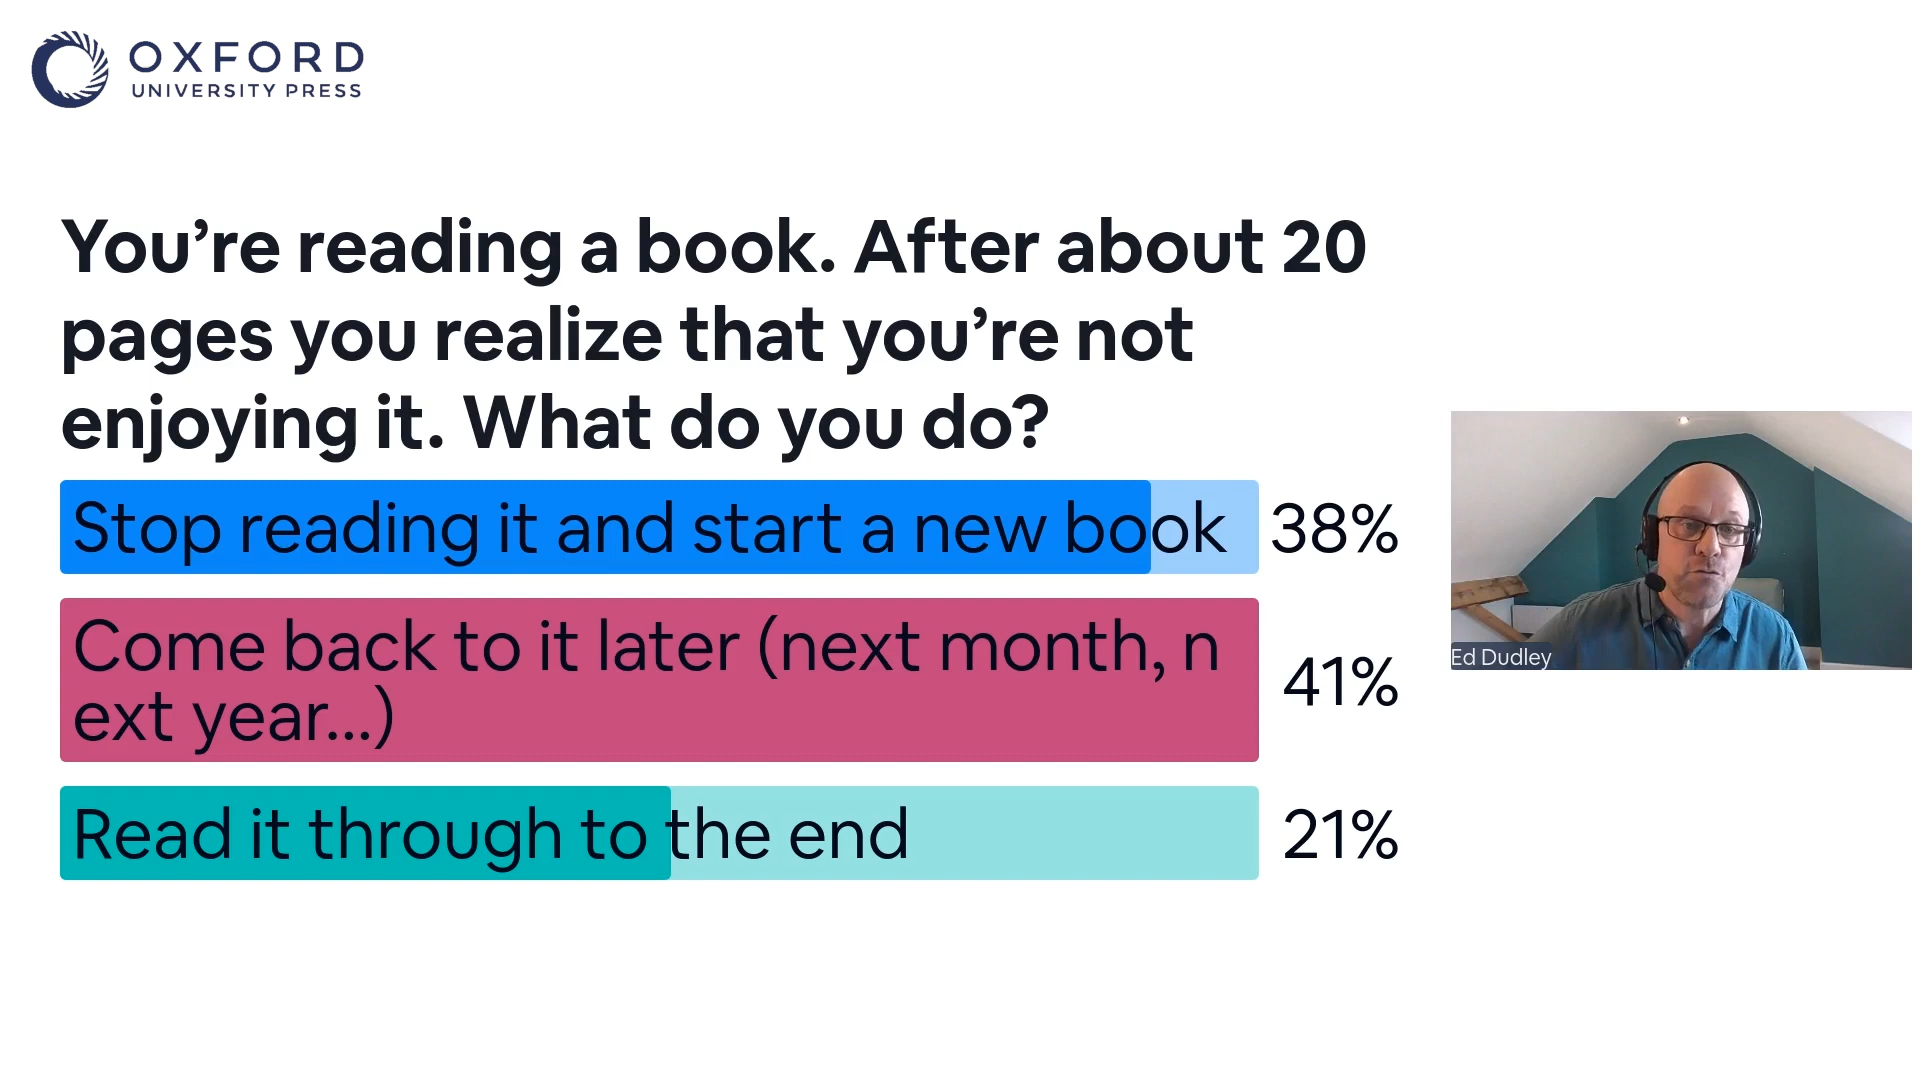 OXFORD
UNIVERSITY PRESS
You’re reading a book. After about 20
pages you realize that you’re not
enjoying it. What do you do?
Stop reading it and start a new book 38%
Come back to it later (next month, n
ext year...)
41%
Read it through to the end 21%
Ed Dudley